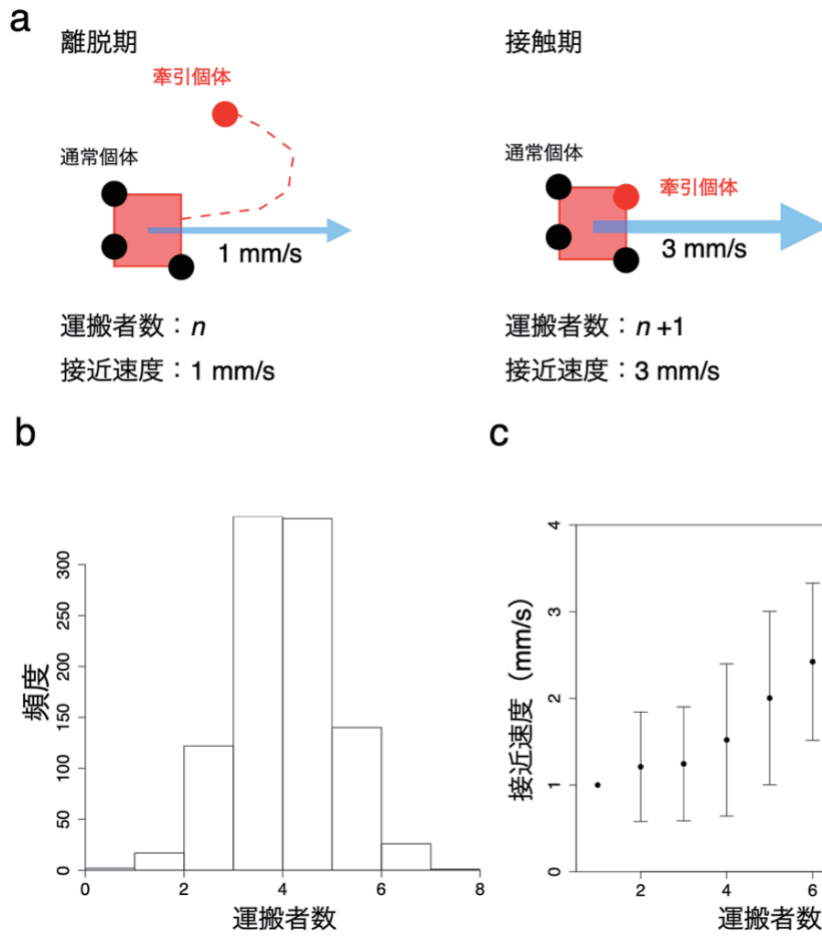 a
離脱期
牽引個体
通常個体
1 mm/s
運搬者数：n
接近速度：1 mm/s
接触期
通常個体
牽引個体
3 mm/s
運搬者数：n +1
接近速度：3 mm/s
b
頻度
0
50
100
150
200
250
300
0 2 4 6 8
運搬者数
c
接近速度（mm/s）
0
1
2
3
4
2 4 6
運搬者数